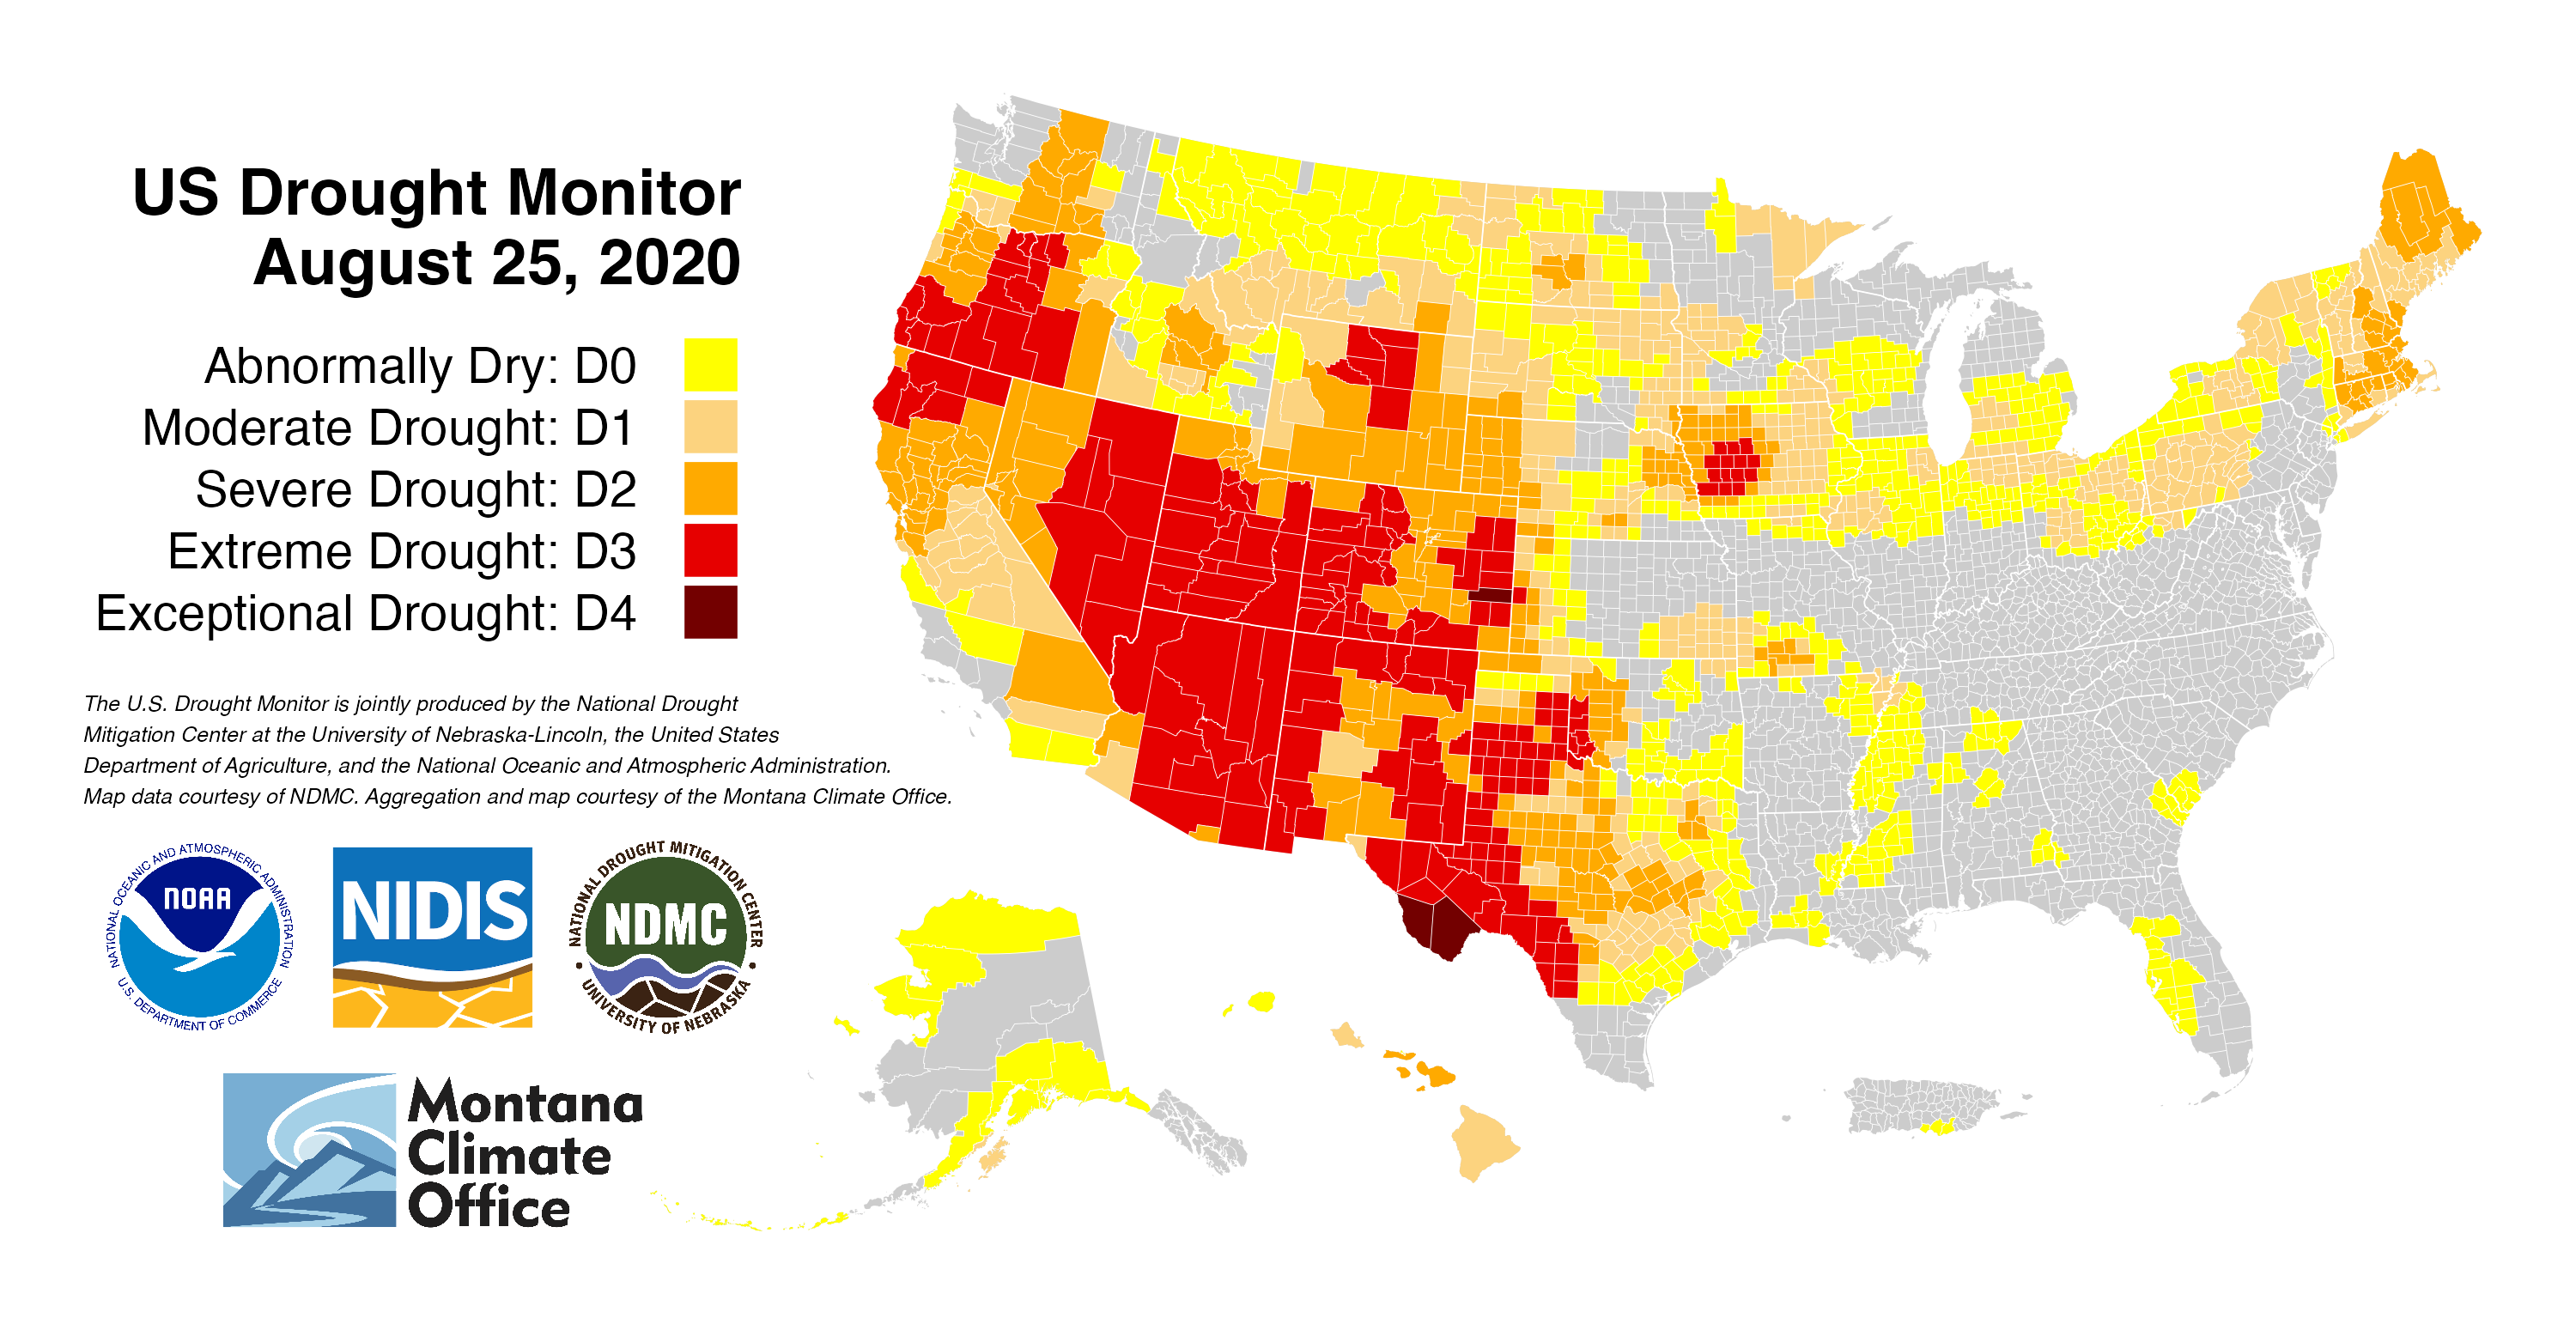 US Drought Monitor
August 25, 2020
Abnormally Dry: D0
Moderate Drought: D1
Severe Drought: D2
Extreme Drought: D3
Exceptional Drought: D4
The U.S. Drought Monitor is jointly produced by the National Drought
Mitigation Center at the University of Nebraska-Lincoln, the United States
Department of Agriculture, and the National Oceanic and Atmospheric Administration.
Map data courtesy of NDMC. Aggregation and map courtesy of the Montana Climate Office.
NATIONAL OCEANIC AND ATMOSPHERIC ADMINISTRATION
NOAA
U.S. DEPARTMENT OF COMMERCE
NIDIS
NATIONAL DROUGHT MITIGATION CENTER
NDMC
UNIVERSITY OF NEBRASKA
Montana
Climate
Office